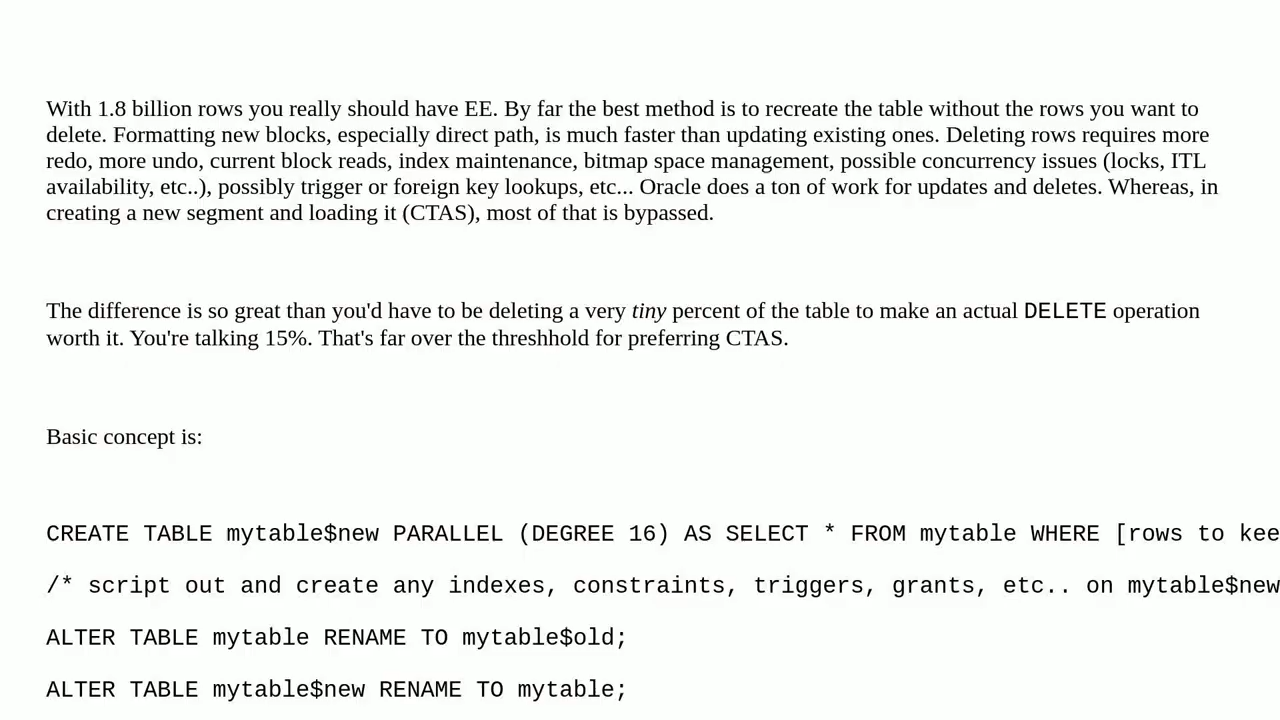 With 1.8 billion rows you really should have EE. By far the best method is to recreate the table without the rows you want to
delete. Formatting new blocks, especially direct path, is much faster than updating existing ones. Deleting rows requires more
redo, more undo, current block reads, index maintenance, bitmap space management, possible concurrency issues (locks, ITL
availability, etc..), possibly trigger or foreign key lookups, etc... Oracle does a ton of work for updates and deletes. Whereas, in
creating a new segment and loading it (CTAS), most of that is bypassed.
The difference is so great than you'd have to be deleting a very tiny percent of the table to make an actual DELETE operation
worth it. You're talking 15%. That's far over the threshhold for preferring CTAS.
Basic concept is:
CREATE TABLE mytable$new PARALLEL (DEGREE 16) AS SELECT * FROM mytable WHERE [rows to kee
/* script out and create any indexes, constraints, triggers, grants, etc.. on mytable$new
ALTER TABLE mytable RENAME TO mytable$old;
ALTER TABLE mytable$new RENAME TO mytable;